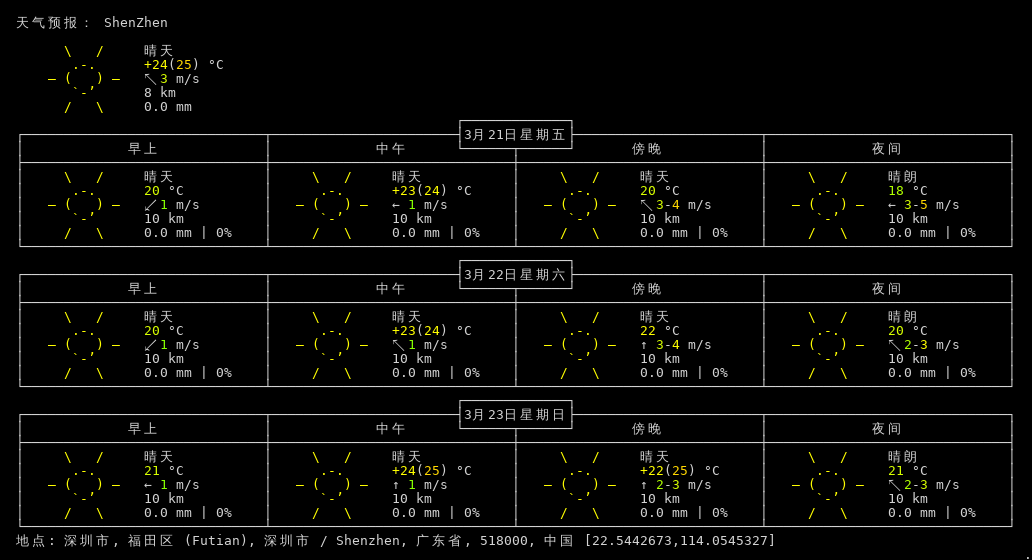 天气预报： ShenZhen
晴天
+24(25) °C
↖ 3 m/s
8 km
0.0 mm
3月21日星期五
早上 中午 傍晚 夜间
晴天 晴天 晴天 晴朗
20 °C +23(24) °C 20 °C 18 °C
↙ 1 m/s ← 1 m/s ↖ 3-4 m/s ← 3-5 m/s
10 km 10 km 10 km 10 km
0.0 mm | 0% 0.0 mm | 0% 0.0 mm | 0% 0.0 mm | 0%
3月22日星期六
早上 中午 傍晚 夜间
晴天 晴天 晴天 晴朗
20 °C +23(24) °C 22 °C 20 °C
↙ 1 m/s ↖ 1 m/s ↑ 3-4 m/s ↖ 2-3 m/s
10 km 10 km 10 km 10 km
0.0 mm | 0% 0.0 mm | 0% 0.0 mm | 0% 0.0 mm | 0%
3月23日星期日
早上 中午 傍晚 夜间
晴天 晴天 晴天 晴朗
21 °C +24(25) °C +22(25) °C 21 °C
← 1 m/s ↑ 1 m/s ↑ 2-3 m/s ↖ 2-3 m/s
10 km 10 km 10 km 10 km
0.0 mm | 0% 0.0 mm | 0% 0.0 mm | 0% 0.0 mm | 0%
地点: 深圳市, 福田区 (Futian), 深圳市 / Shenzhen, 广东省, 518000, 中国 [22.5442673,114.0545327]